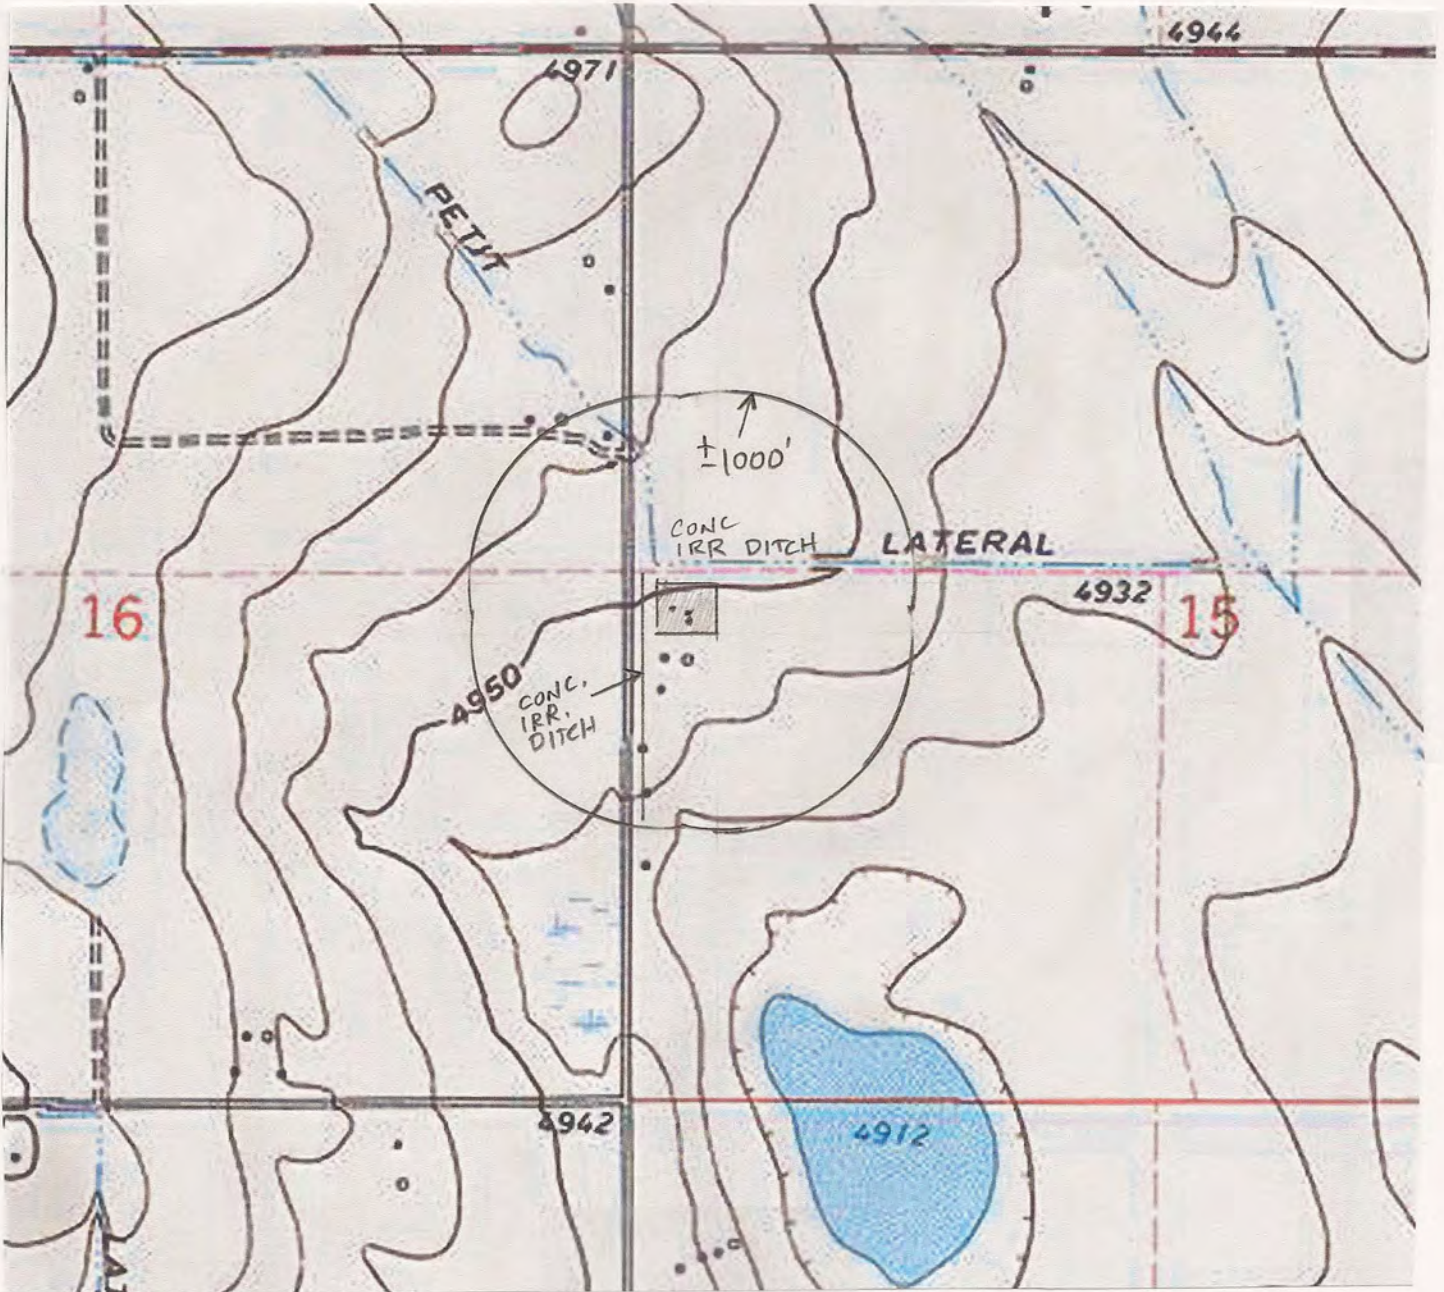 4944
4971
PETIT
±1000'
CONC
IRR DITCH
LATERAL
4932
16
15
4950
CONC.
IRR.
DITCH
4942
4912